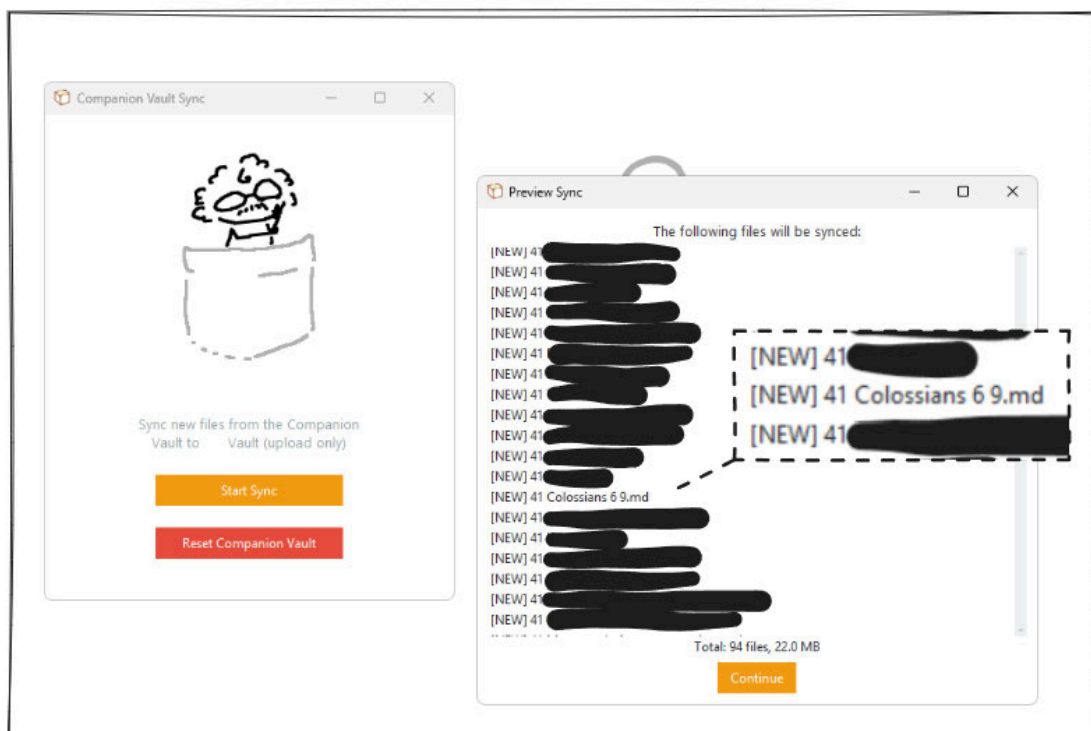 Companion Vault Sync
Sync new files from the Companion
Vault to Vault (upload only)
Start Sync
Reset Companion Vault
Preview Sync
The following files will be synced:
[NEW] 41
[NEW] 41
[NEW] 41
[NEW] 41
[NEW] 41
[NEW] 41
[NEW] 41
[NEW] 41
[NEW] 41
[NEW] 41
[NEW] 41
[NEW] 41
[NEW] 41 Colossians 6 9.md
[NEW] 41
[NEW] 41
[NEW] 41
[NEW] 41
[NEW] 41
[NEW] 41
Total: 94 files, 22.0 MB
Continue
[NEW] 41
[NEW] 41 Colossians 6 9.md
[NEW] 41